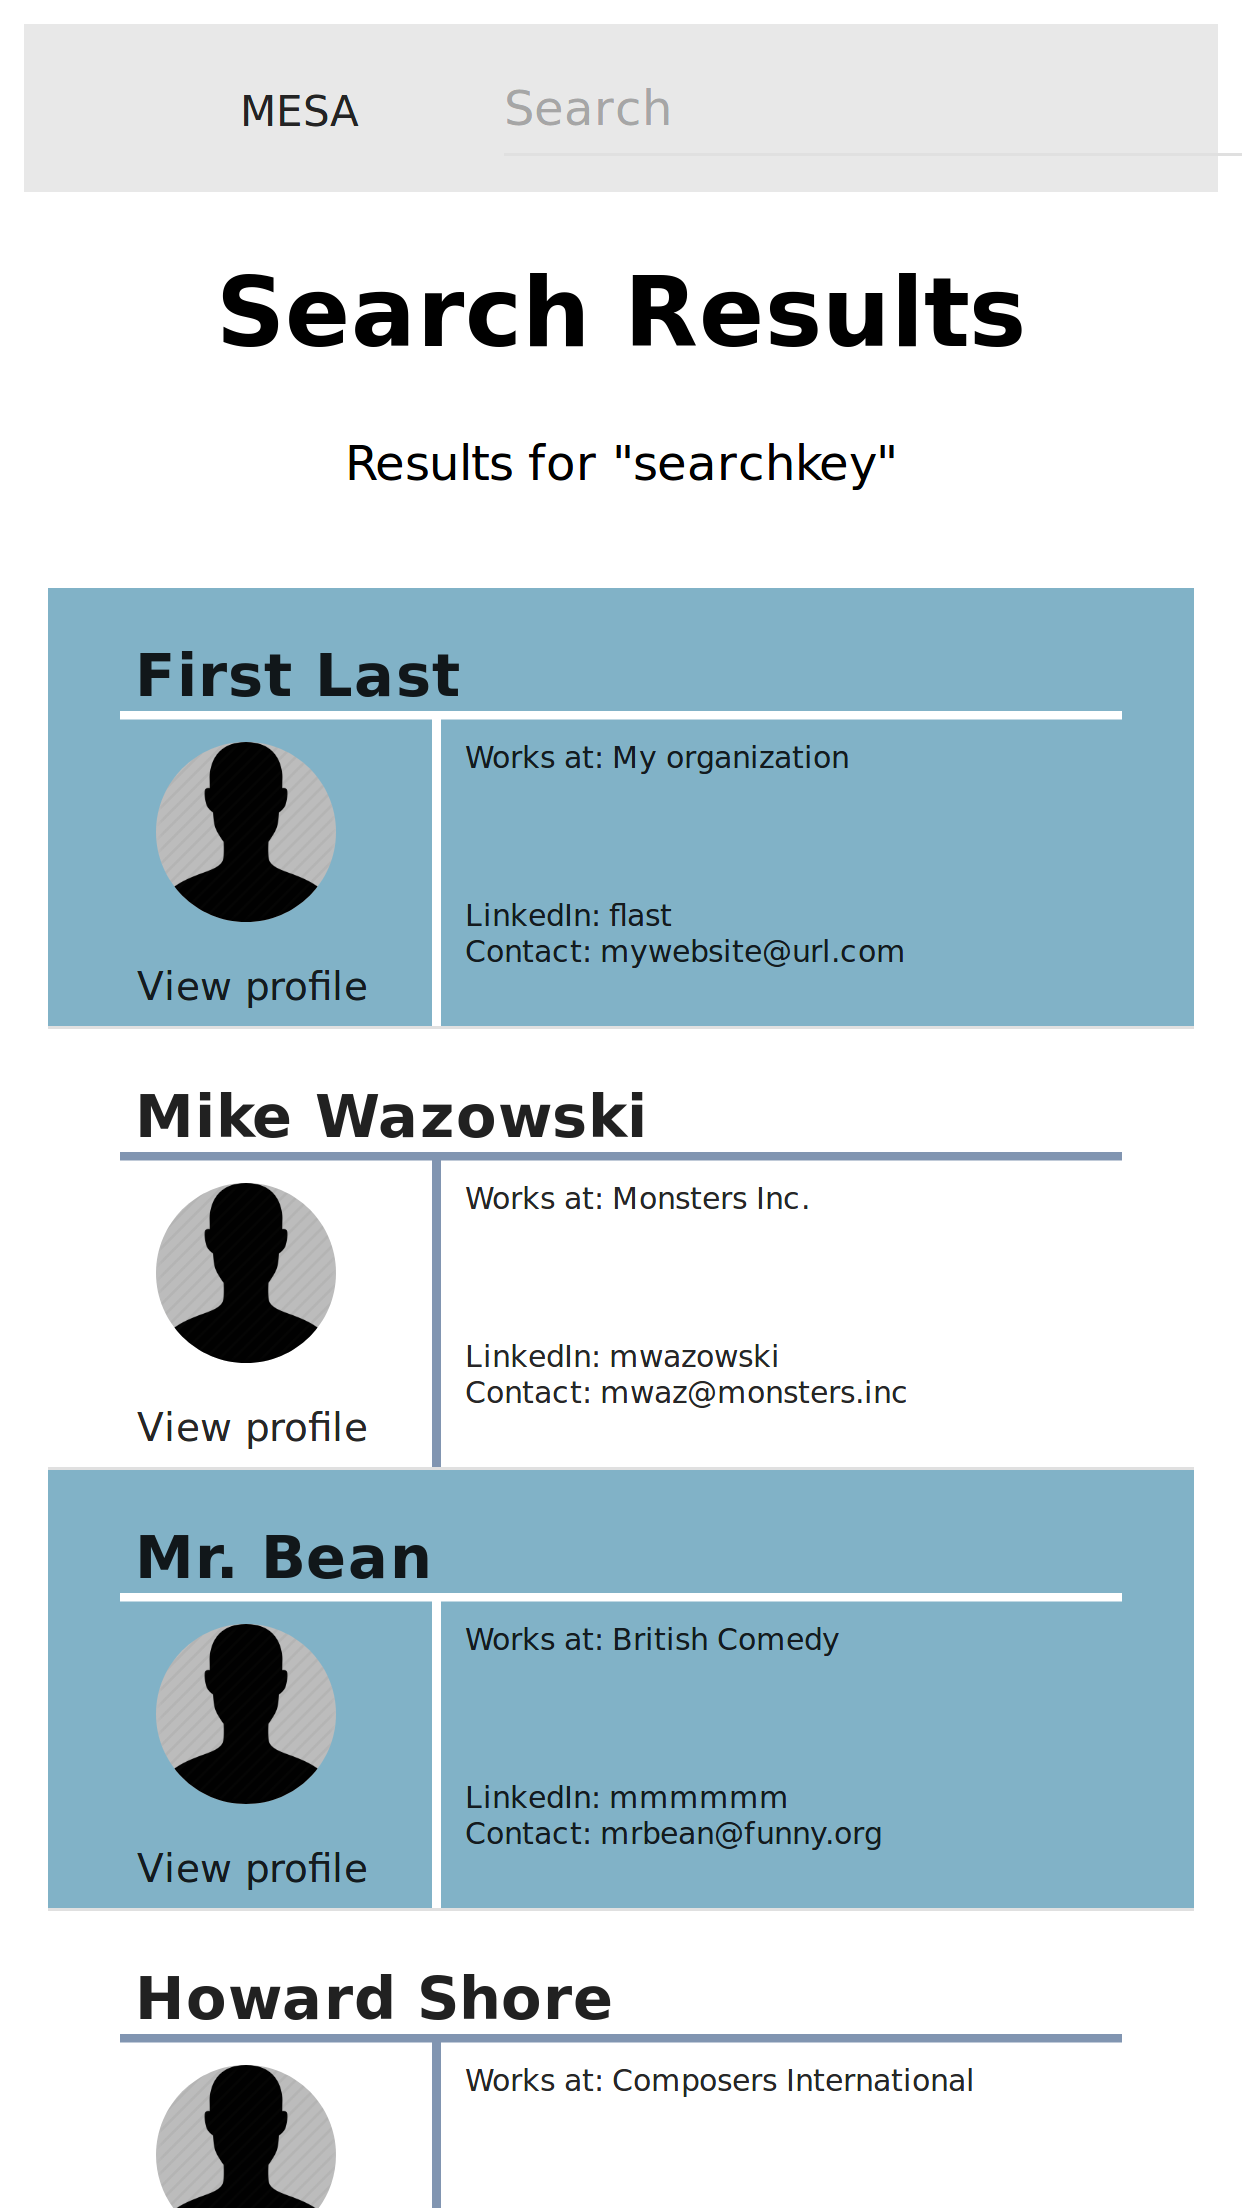 MESA
Search
Search Results
Results for "searchkey"
First Last
Works at: My organization
LinkedIn: flast
Contact: mywebsite@url.com
View profile
Mike Wazowski
Works at: Monsters Inc.
LinkedIn: mwazowski
Contact: mwaz@monsters.inc
View profile
Mr. Bean
Works at: British Comedy
LinkedIn: mmmmmm
Contact: mrbean@funny.org
View profile
Howard Shore
Works at: Composers International